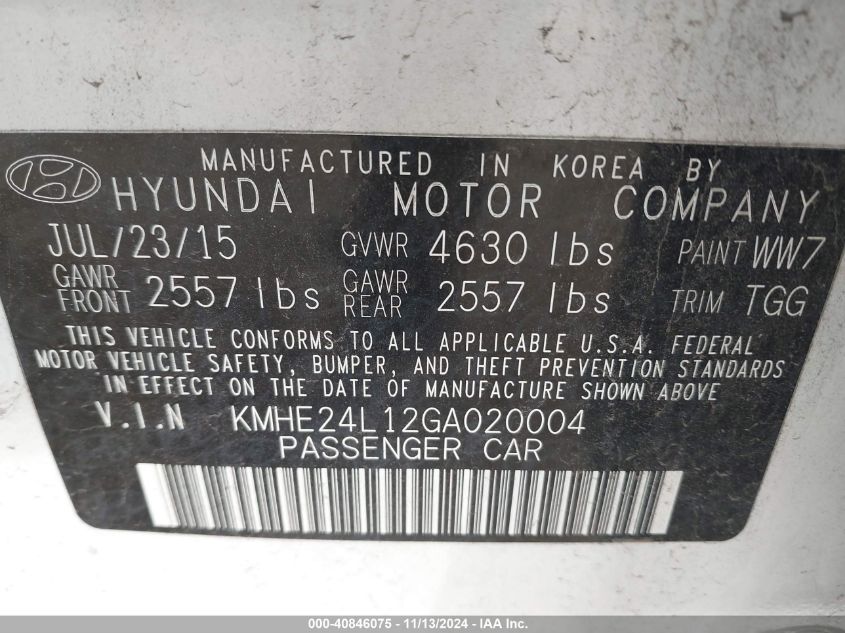 MANUFACTURED IN KOREA BY
HYUNDAI MOTOR COMPANY
JUL/23/15 GVWR 4630 lbs PAINT WW7
GAWR FRONT 2557 lbs GAWR REAR 2557 lbs TRIM TGG
THIS VEHICLE CONFORMS TO ALL APPLICABLE U.S.A. FEDERAL
MOTOR VEHICLE SAFETY, BUMPER, AND THEFT PREVENTION STANDARDS
IN EFFECT ON THE DATE OF MANUFACTURE SHOWN ABOVE
V.I.N KMHE24L12GA020004
PASSENGER CAR
000-40846075 - 11/13/2024 - IAA Inc.